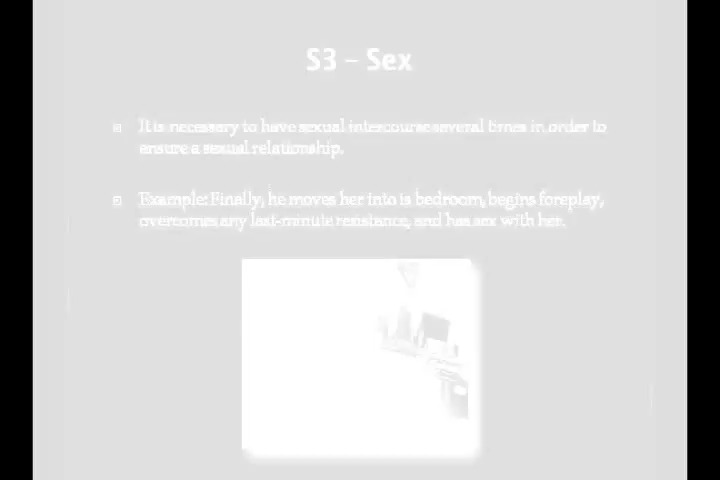 S3 – Sex
It is necessary to have sexual intercourse several times in order to
ensure a sexual relationship.
Example: Finally, he moves her into is bedroom, begins foreplay,
overcomes any last-minute resistance, and has sex with her.